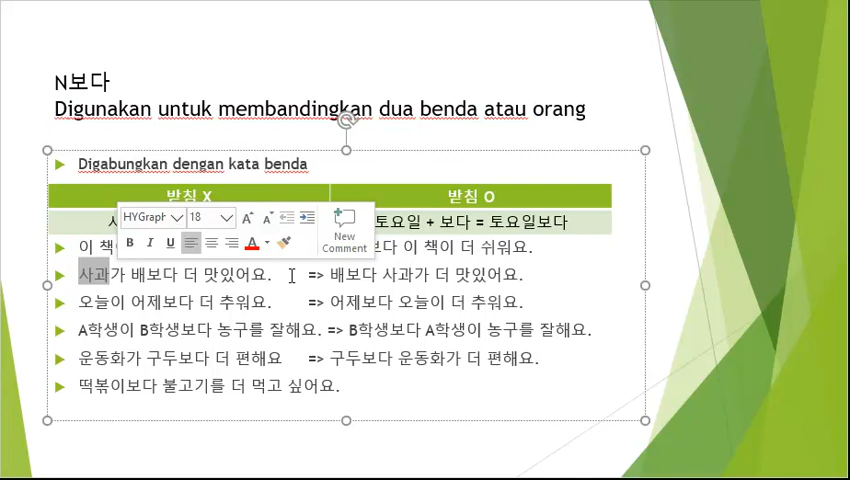 N보다
Digunakan untuk membandingkan dua benda atau orang
Digabungkan dengan kata benda
받침 X 받침 O
토요일 + 보다 = 토요일보다
이 책 이 책이 더 쉬워요.
사과가 배보다 더 맛있어요. => 배보다 사과가 더 맛있어요.
오늘이 어제보다 더 추워요. => 어제보다 오늘이 더 추워요.
A학생이 B학생보다 농구를 잘해요. => B학생보다 A학생이 농구를 잘해요.
운동화가 구두보다 더 편해요 => 구두보다 운동화가 더 편해요.
떡볶이보다 불고기를 더 먹고 싶어요.
HYGraph 18
B I U A
New
Comment